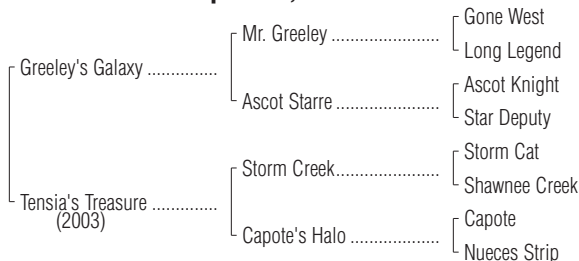 Gone West
Mr. Greeley ......................
Long Legend
Greeley's Galaxy ..............
Ascot Knight
Ascot Starre ......................
Star Deputy
Storm Cat
Storm Creek......................
Shawnee Creek
Tensia's Treasure .............
(2003)
Capote
Capote's Halo ...................
Nueces Strip